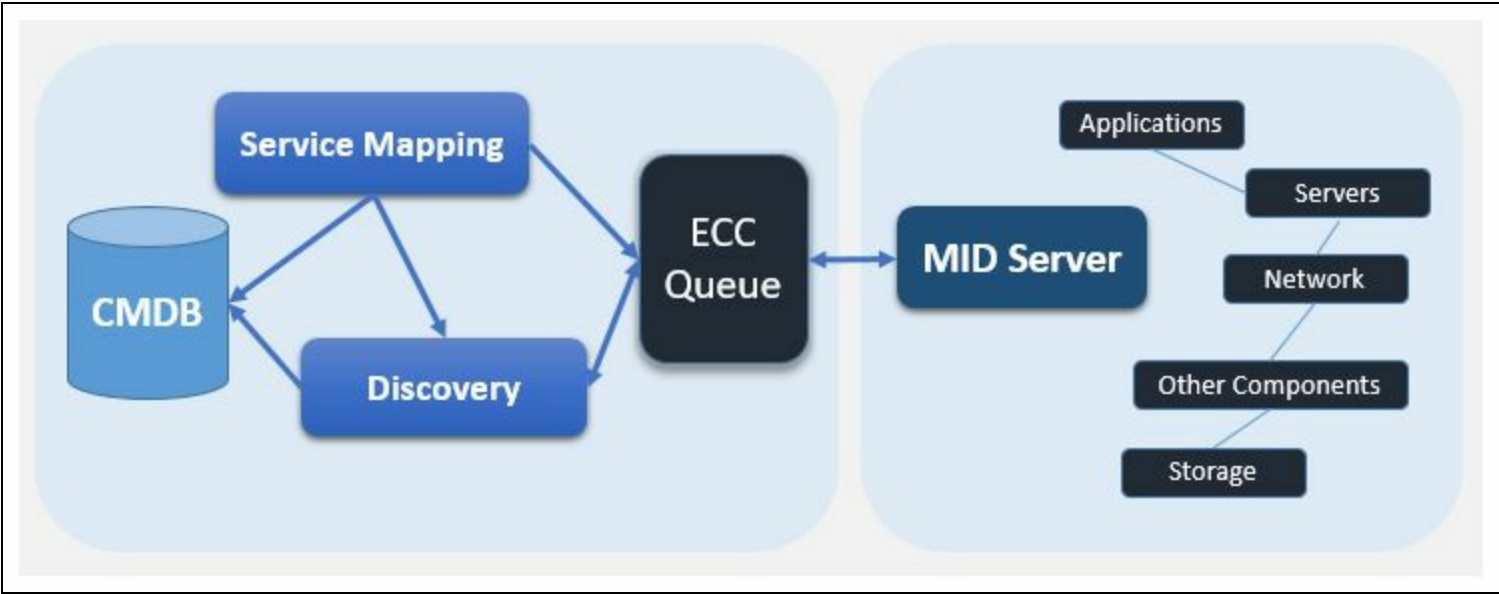 Service Mapping
CMDB
Discovery
ECC
Queue
MID Server
Applications
Servers
Network
Other Components
Storage